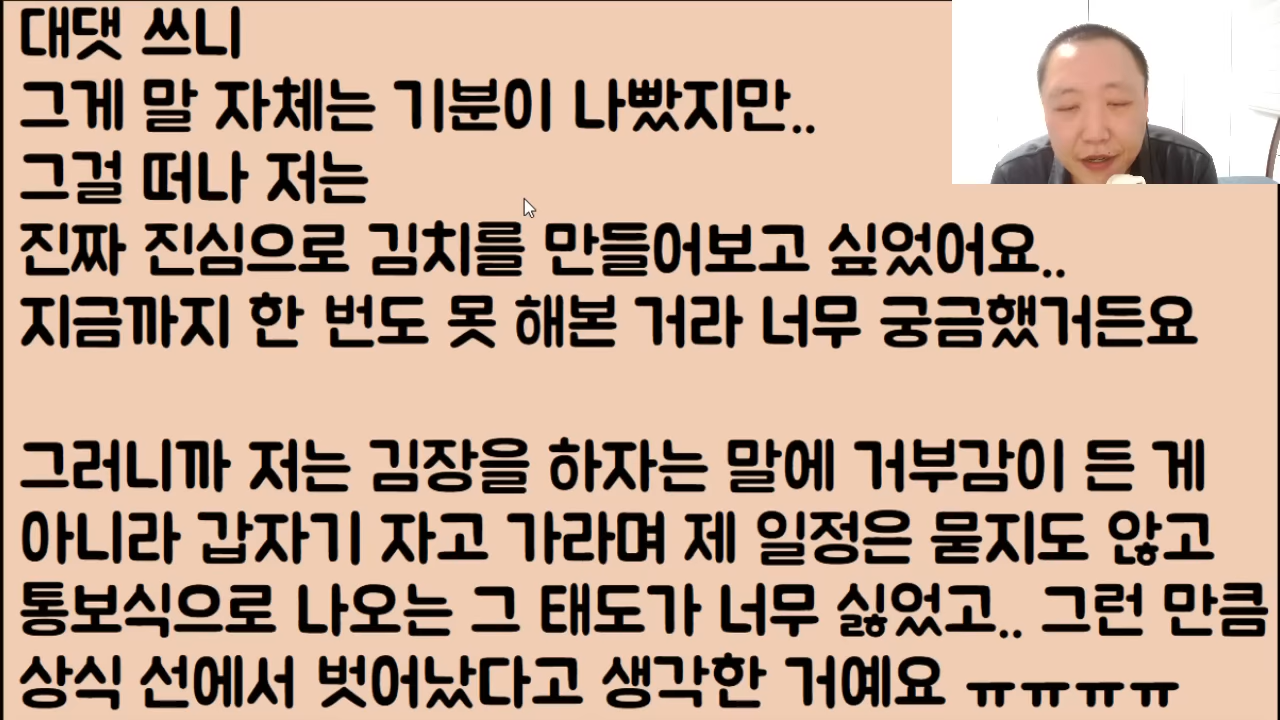 대댓 쓰니
그게 말 자체는 기분이 나빴지만..
그걸 떠나 저는
진짜 진심으로 김치를 만들어보고 싶었어요..
지금까지 한 번도 못 해본 거라 너무 궁금했거든요
그러니까 저는 김장을 하자는 말에 거부감이 든 게
아니라 갑자기 자고 가라며 제 일정은 묻지도 않고
통보식으로 나오는 그 태도가 너무 싫었고.. 그런 만큼
상식 선에서 벗어났다고 생각한 거예요 ㅠㅠㅠㅠ